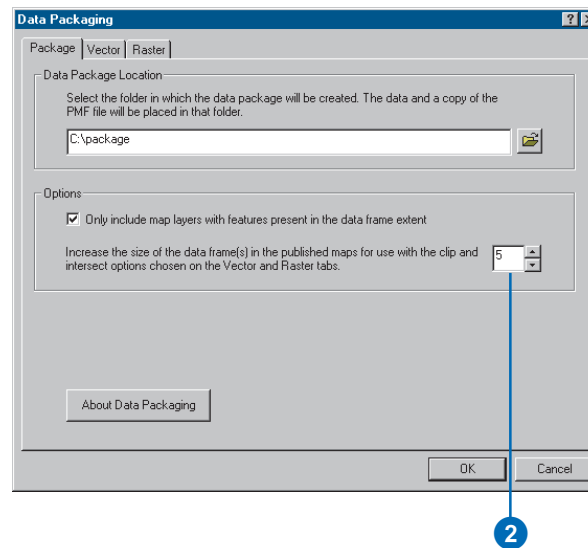 Data Packaging
Package Vector Raster
Data Package Location
Select the folder in which the data package will be created. The data and a copy of the
PMF file will be placed in that folder.
C:\package
Options
Only include map layers with features present in the data frame extent
Increase the size of the data frame(s) in the published maps for use with the clip and
intersect options chosen on the Vector and Raster tabs.
5
About Data Packaging
OK Cancel
2